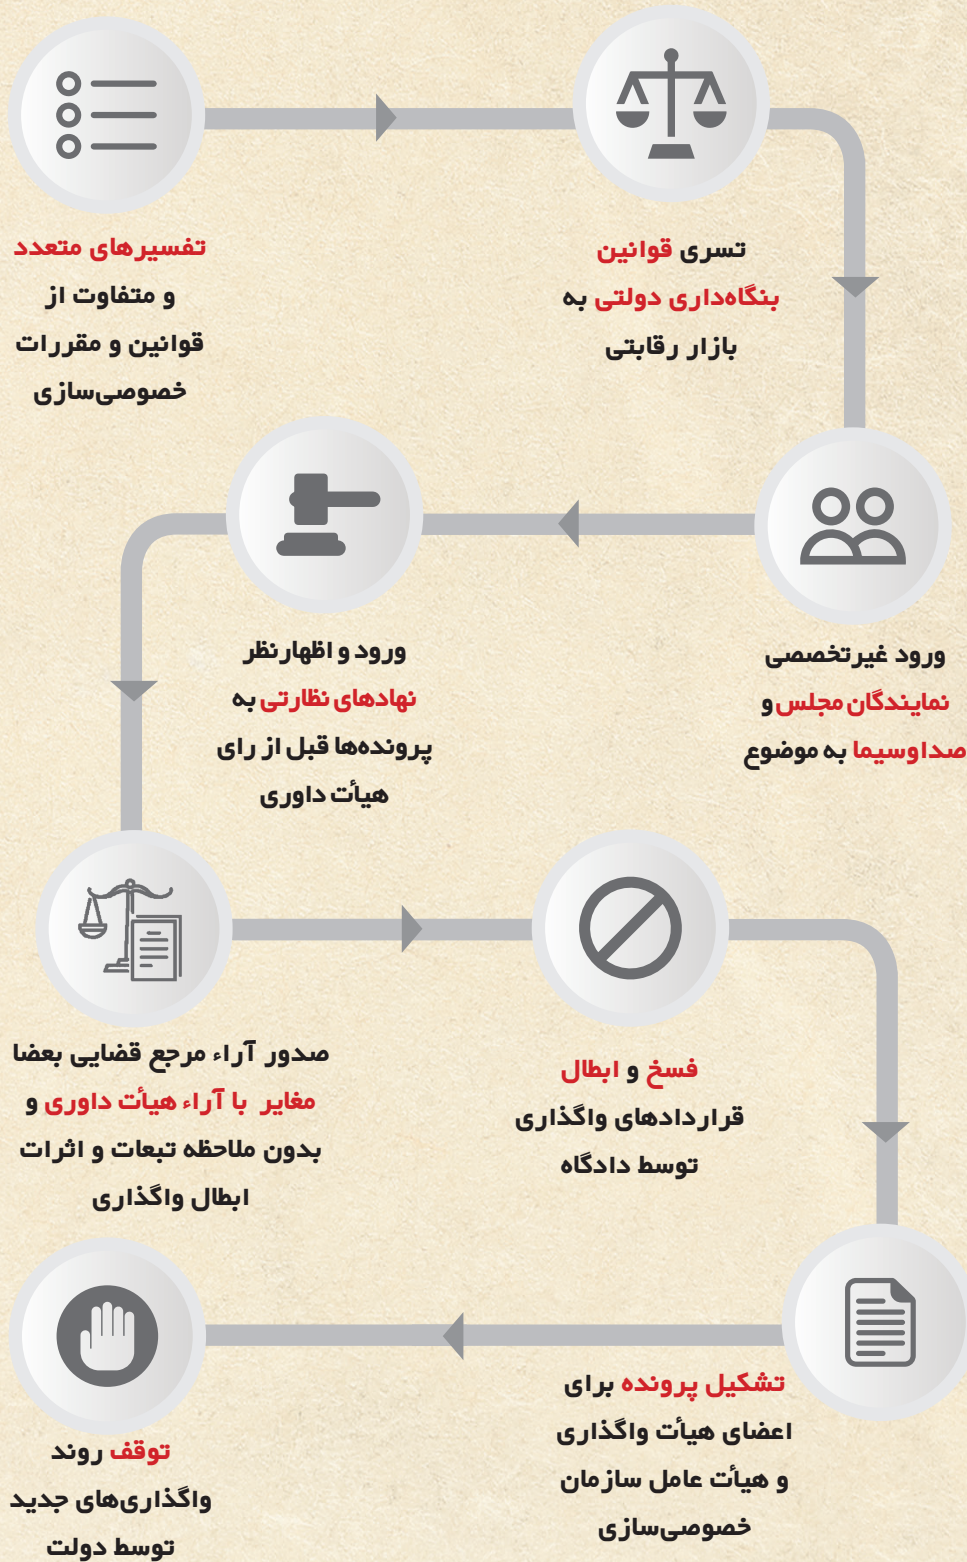 تفسیرهای متعدد
و متفاوت از
قوانین و مقررات
خصوصی‌سازی
تسری قوانین
بنگاه‌داری دولتی به
بازار رقابتی
ورود غیرتخصصی
نمایندگان مجلس و
صداوسیما به موضوع
ورود و اظهارنظر
نهادهای نظارتی به
پرونده‌ها قبل از رای
هیأت داوری
صدور آراء مرجع قضایی بعضا
مغایر با آراء هیأت داوری و
بدون ملاحظه تبعات و اثرات
ابطال واگذاری
فسخ و ابطال
قراردادهای واگذاری
توسط دادگاه
تشکیل پرونده برای
اعضای هیأت واگذاری
و هیأت عامل سازمان
خصوصی‌سازی
توقف روند
واگذاری‌های جدید
توسط دولت